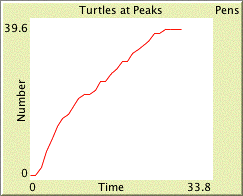 Turtles at Peaks Pens
39.6
Number
0
0 Time 33.8